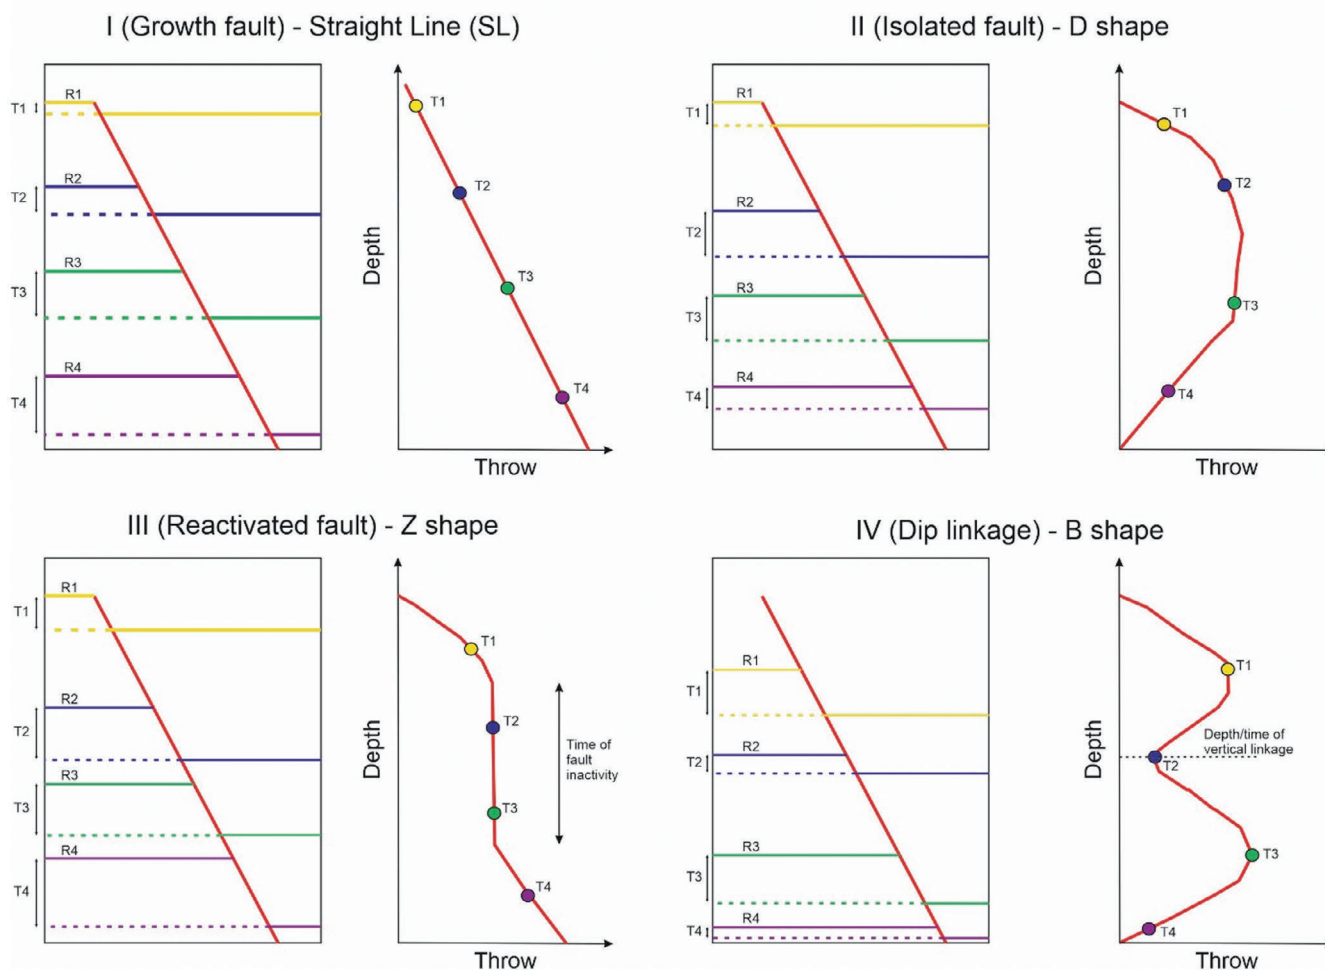 I (Growth fault) - Straight Line (SL)
R1
T1
R2
T2
R3
T3
R4
T4
Depth
T1
T2
T3
T4
Throw
II (Isolated fault) - D shape
R1
T1
R2
T2
R3
T3
R4
T4
Depth
T1
T2
T3
T4
Throw
III (Reactivated fault) - Z shape
R1
T1
R2
T2
R3
T3
R4
T4
Depth
T1
T2
T3
T4
Time of
fault
inactivity
Throw
IV (Dip linkage) - B shape
R1
T1
R2
T2
R3
T3
R4
T4
Depth
T1
Depth/time of
vertical linkage
T2
T3
T4
Throw